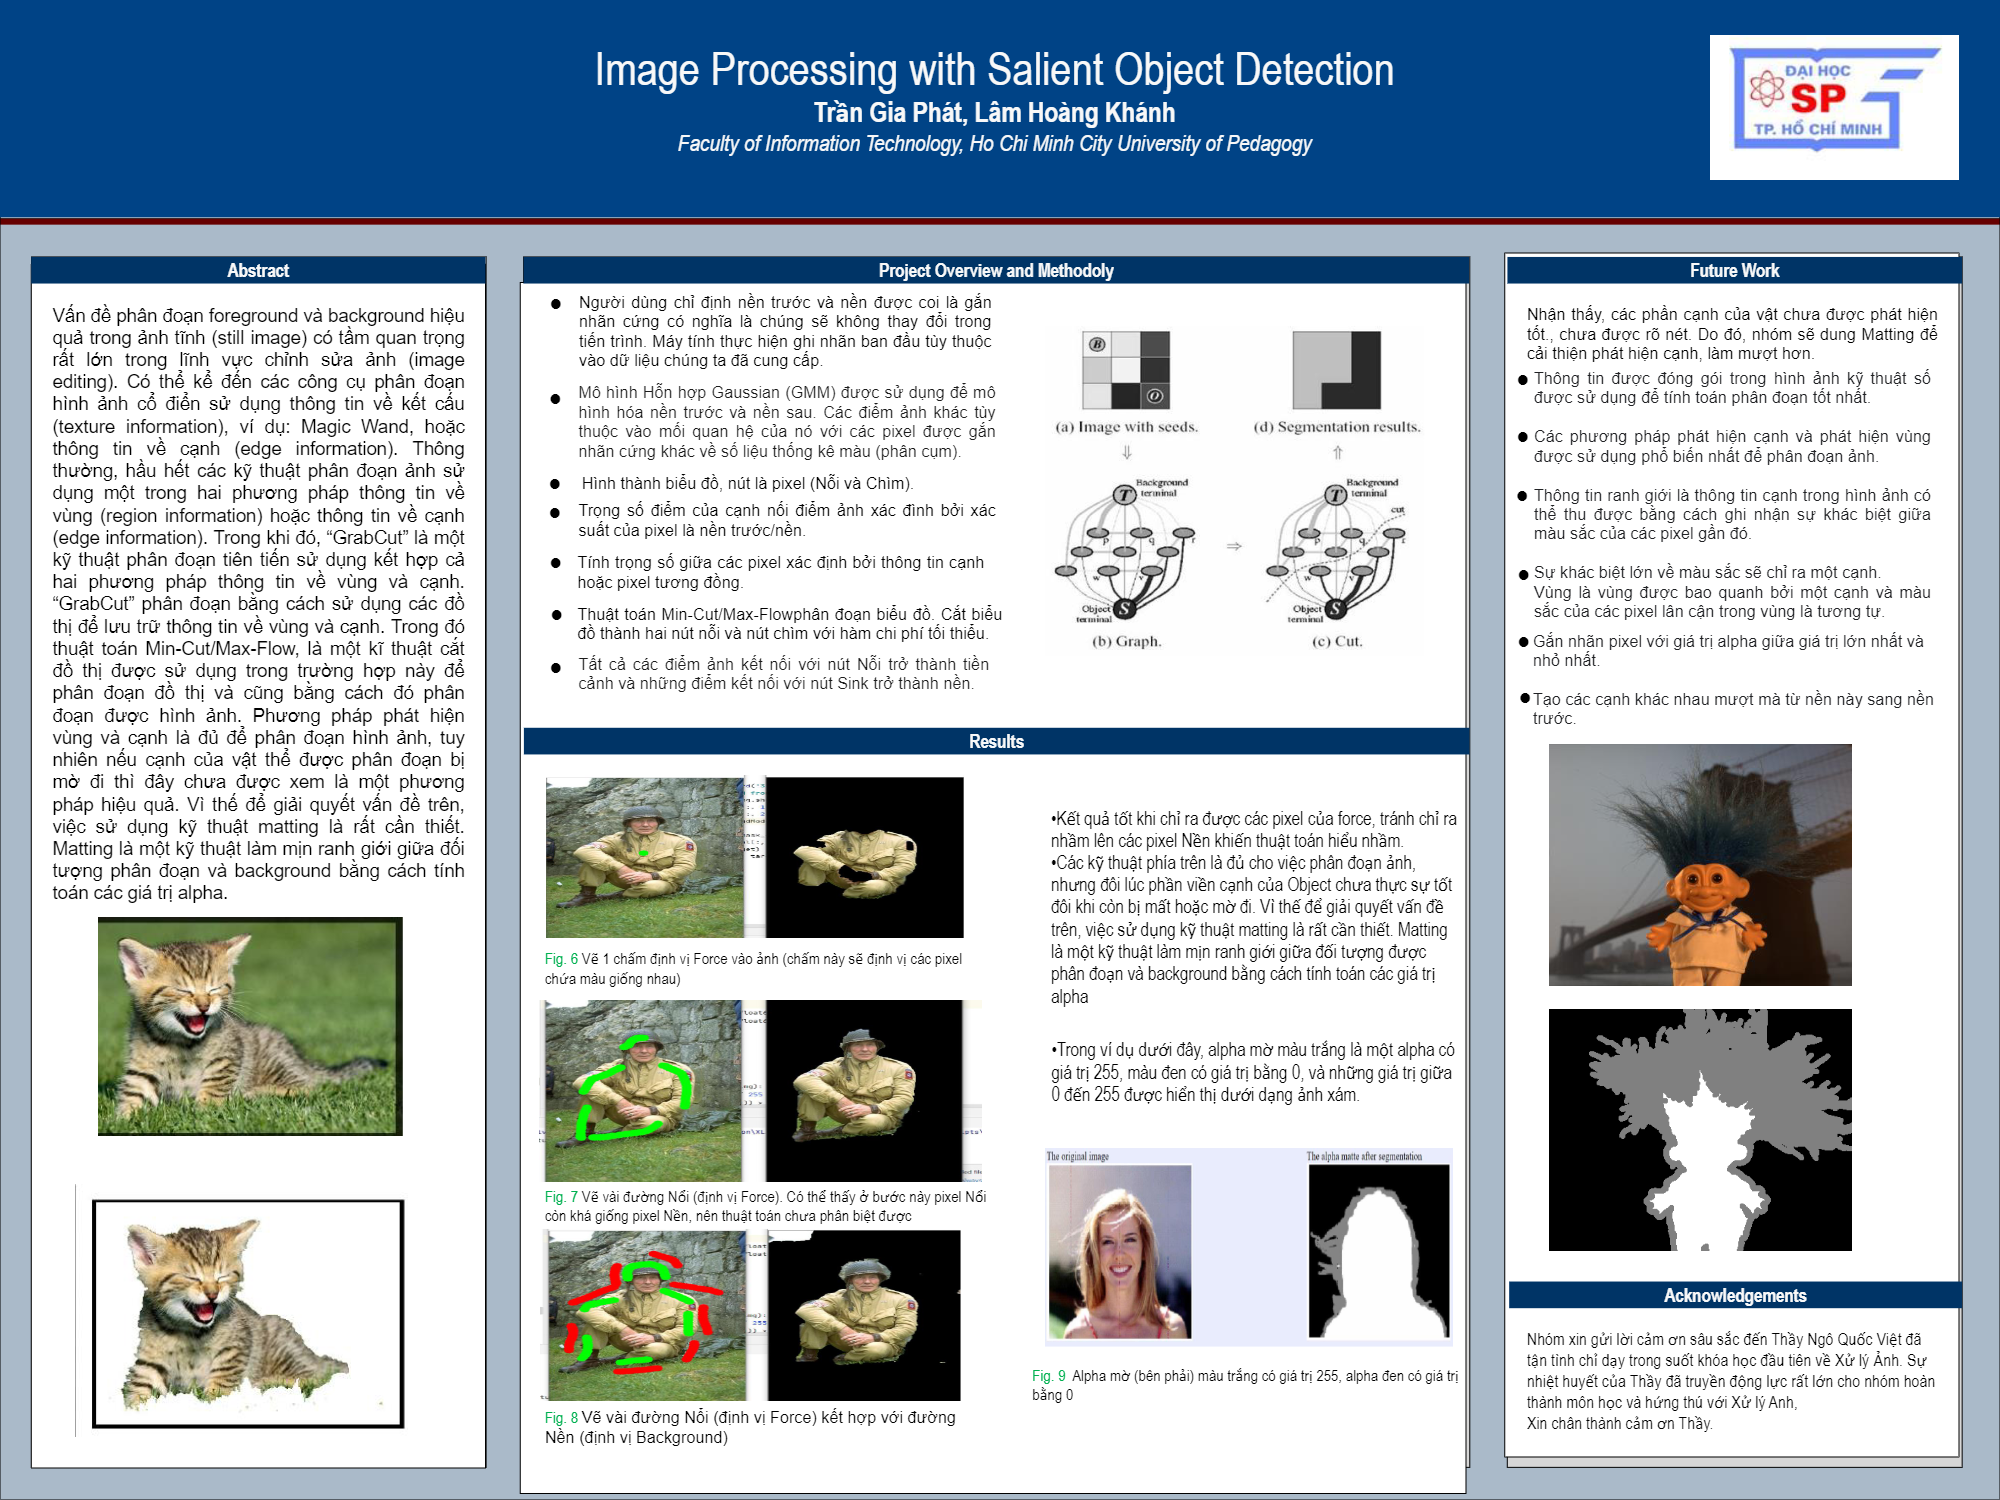 Image Processing with Salient Object Detection
Trần Gia Phát, Lâm Hoàng Khánh
Faculty of Information Technology, Ho Chi Minh City University of Pedagogy
ĐẠI HỌC
SP
TP. HỒ CHÍ MINH
Abstract
Vấn đề phân đoạn foreground và background hiệu
quả trong ảnh tĩnh (still image) có tầm quan trọng
rất lớn trong lĩnh vực chỉnh sửa ảnh (image
editing). Có thể kể đến các công cụ phân đoạn
hình ảnh cổ điển sử dụng thông tin về kết cấu
(texture information), ví dụ: Magic Wand, hoặc
thông tin về cạnh (edge information). Thông
thường, hầu hết các kỹ thuật phân đoạn ảnh sử
dụng một trong hai phương pháp thông tin về
vùng (region information) hoặc thông tin về cạnh
(edge information). Trong khi đó, “GrabCut” là một
kỹ thuật phân đoạn tiên tiến sử dụng kết hợp cả
hai phương pháp thông tin về vùng và cạnh.
“GrabCut” phân đoạn bằng cách sử dụng các đồ
thị để lưu trữ thông tin về vùng và cạnh. Trong đó
thuật toán Min-Cut/Max-Flow, là một kĩ thuật cắt
đồ thị được sử dụng trong trường hợp này để
phân đoạn đồ thị và cũng bằng cách đó phân
đoạn được hình ảnh. Phương pháp phát hiện
vùng và cạnh là đủ để phân đoạn hình ảnh, tuy
nhiên nếu cạnh của vật thể được phân đoạn bị
mờ đi thì đây chưa được xem là một phương
pháp hiệu quả. Vì thế để giải quyết vấn đề trên,
việc sử dụng kỹ thuật matting là rất cần thiết.
Matting là một kỹ thuật làm mịn ranh giới giữa đối
tượng phân đoạn và background bằng cách tính
toán các giá trị alpha.
Project Overview and Methodoly
● Người dùng chỉ định nền trước và nền được coi là gắn
nhãn cứng có nghĩa là chúng sẽ không thay đổi trong
tiến trình. Máy tính thực hiện ghi nhãn ban đầu tùy thuộc
vào dữ liệu chúng ta đã cung cấp.
● Mô hình Hỗn hợp Gaussian (GMM) được sử dụng để mô
hình hóa nền trước và nền sau. Các điểm ảnh khác tùy
thuộc vào mối quan hệ của nó với các pixel được gắn
nhãn cứng khác về số liệu thống kê màu (phân cụm).
● Hình thành biểu đồ, nút là pixel (Nỗi và Chìm).
● Trọng số điểm của cạnh nối điểm ảnh xác đình bởi xác
suất của pixel là nền trước/nền.
● Tính trọng số giữa các pixel xác định bởi thông tin cạnh
hoặc pixel tương đồng.
● Thuật toán Min-Cut/Max-Flowphân đoạn biểu đồ. Cắt biểu
đồ thành hai nút nỗi và nút chìm với hàm chi phí tối thiểu.
● Tất cả các điểm ảnh kết nối với nút Nỗi trở thành tiền
cảnh và những điểm kết nối với nút Sink trở thành nền.
B
O
(a) Image with seeds.
(d) Segmentation results.
Background
terminal
T
p q r
w v
Object
terminal
S
(b) Graph.
Background
terminal
T
cut
p q r
w v
Object
terminal
S
(c) Cut.
Results
Fig. 6 Vẽ 1 chấm định vị Force vào ảnh (chấm này sẽ định vị các pixel
chứa màu giống nhau)
Fig. 7 Vẽ vài đường Nổi (định vị Force). Có thể thấy ở bước này pixel Nổi
còn khá giống pixel Nền, nên thuật toán chưa phân biệt được
Fig. 8 Vẽ vài đường Nỗi (định vị Force) kết hợp với đường
Nền (định vị Background)
•Kết quả tốt khi chỉ ra được các pixel của force, tránh chỉ ra
nhầm lên các pixel Nền khiến thuật toán hiểu nhầm.
•Các kỹ thuật phía trên là đủ cho việc phân đoạn ảnh,
nhưng đôi lúc phần viền cạnh của Object chưa thực sự tốt
đôi khi còn bị mất hoặc mờ đi. Vì thế để giải quyết vấn đề
trên, việc sử dụng kỹ thuật matting là rất cần thiết. Matting
là một kỹ thuật làm mịn ranh giới giữa đối tượng được
phân đoạn và background bằng cách tính toán các giá trị
alpha
•Trong ví dụ dưới đây, alpha mờ màu trắng là một alpha có
giá trị 255, màu đen có giá trị bằng 0, và những giá trị giữa
0 đến 255 được hiển thị dưới dạng ảnh xám.
The original image
The alpha matte after segmentation
Fig. 9 Alpha mờ (bên phải) màu trắng có giá trị 255, alpha đen có giá trị
bằng 0
Future Work
Nhận thấy, các phần cạnh của vật chưa được phát hiện
tốt., chưa được rõ nét. Do đó, nhóm sẽ dung Matting để
cải thiện phát hiện cạnh, làm mượt hơn.
● Thông tin được đóng gói trong hình ảnh kỹ thuật số
được sử dụng để tính toán phân đoạn tốt nhất.
● Các phương pháp phát hiện cạnh và phát hiện vùng
được sử dụng phổ biến nhất để phân đoạn ảnh.
● Thông tin ranh giới là thông tin cạnh trong hình ảnh có
thể thu được bằng cách ghi nhận sự khác biệt giữa
màu sắc của các pixel gần đó.
● Sự khác biệt lớn về màu sắc sẽ chỉ ra một cạnh.
Vùng là vùng được bao quanh bởi một cạnh và màu
sắc của các pixel lân cận trong vùng là tương tự.
● Gắn nhãn pixel với giá trị alpha giữa giá trị lớn nhất và
nhỏ nhất.
● Tạo các cạnh khác nhau mượt mà từ nền này sang nền
trước.
Acknowledgements
Nhóm xin gửi lời cảm ơn sâu sắc đến Thầy Ngô Quốc Việt đã
tận tình chỉ dạy trong suốt khóa học đầu tiên về Xử lý Ảnh. Sự
nhiệt huyết của Thầy đã truyền động lực rất lớn cho nhóm hoàn
thành môn học và hứng thú với Xử lý Ảnh,
Xin chân thành cảm ơn Thầy.